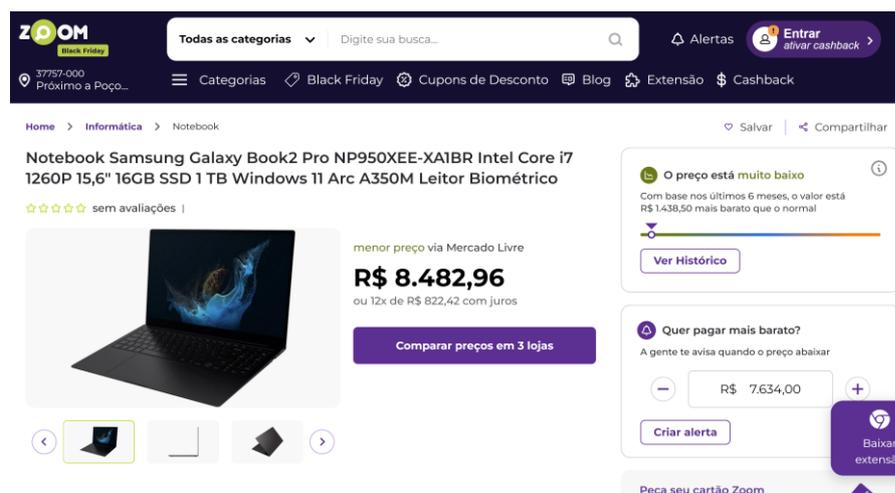 ZOOM
Black Friday
Todas as categorias
Digite sua busca...
Alertas
Entrar
ativar cashback
37757-000
Próximo a Poço...
Categorias
Black Friday
Cupons de Desconto
Blog
Extensão
Cashback
Home
Informática
Notebook
Salvar
Compartilhar
Notebook Samsung Galaxy Book2 Pro NP950XEE-XA1BR Intel Core i7
1260P 15,6" 16GB SSD 1 TB Windows 11 Arc A350M Leitor Biométrico
sem avaliações |
menor preço via Mercado Livre
R$ 8.482,96
ou 12x de R$ 822,42 com juros
Comparar preços em 3 lojas
O preço está muito baixo
Com base nos últimos 6 meses, o valor está
R$ 1.438,50 mais barato que o normal
Ver Histórico
Quer pagar mais barato?
A gente te avisa quando o preço abaixar
R$ 7.634,00
Criar alerta
Baixar
extensã
Peça seu cartão Zoom